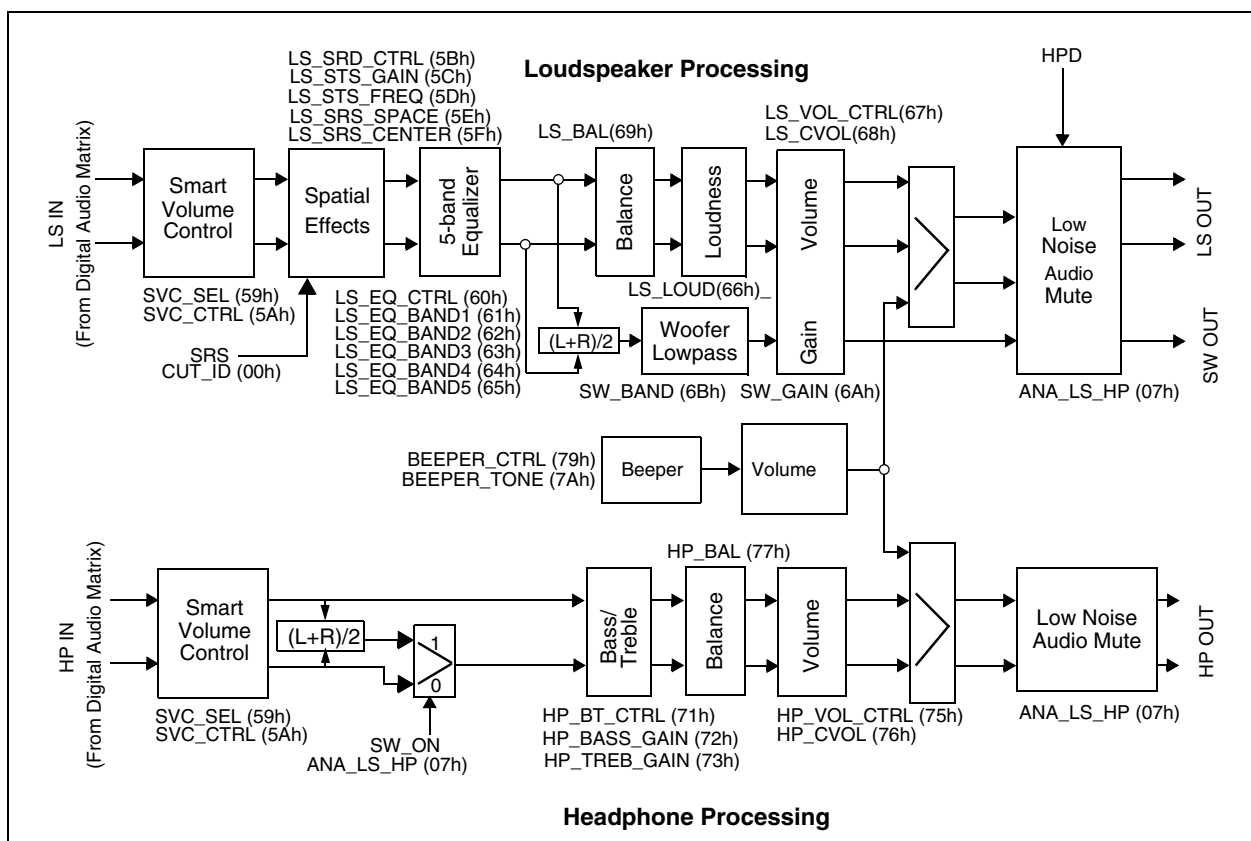 LS_SRD_CTRL (5Bh)
LS_STS_GAIN (5Ch)
LS_STS_FREQ (5Dh)
LS_SRS_SPACE (5Eh)
LS_SRS_CENTER (5Fh)
Loudspeaker Processing
HPD
LS_BAL(69h)
LS_VOL_CTRL(67h)
LS_CVOL(68h)
LS IN
(From Digital Audio Matrix)
Smart
Volume
Control
Spatial
Effects
5-band
Equalizer
Balance
Loudness
Volume
Gain
Low
Noise
Audio
Mute
LS OUT
SW OUT
SVC_SEL (59h)
SVC_CTRL (5Ah)
SRS
CUT_ID (00h)
LS_EQ_CTRL (60h)
LS_EQ_BAND1 (61h)
LS_EQ_BAND2 (62h)
LS_EQ_BAND3 (63h)
LS_EQ_BAND4 (64h)
LS_EQ_BAND5 (65h)
LS_LOUD(66h)_
(L+R)/2
Woofer
Lowpass
SW_BAND (6Bh)
SW_GAIN (6Ah)
ANA_LS_HP (07h)
BEEPER_CTRL (79h)
BEEPER_TONE (7Ah)
Beeper
Volume
HP IN
(From Digital Audio Matrix)
Smart
Volume
Control
(L+R)/2
1
0
Bass/
Treble
HP_BAL (77h)
Balance
Volume
Low Noise
Audio Mute
HP OUT
SVC_SEL (59h)
SVC_CTRL (5Ah)
SW_ON
ANA_LS_HP (07h)
HP_BT_CTRL (71h)
HP_BASS_GAIN (72h)
HP_TREB_GAIN (73h)
HP_VOL_CTRL (75h)
HP_CVOL (76h)
ANA_LS_HP (07h)
Headphone Processing